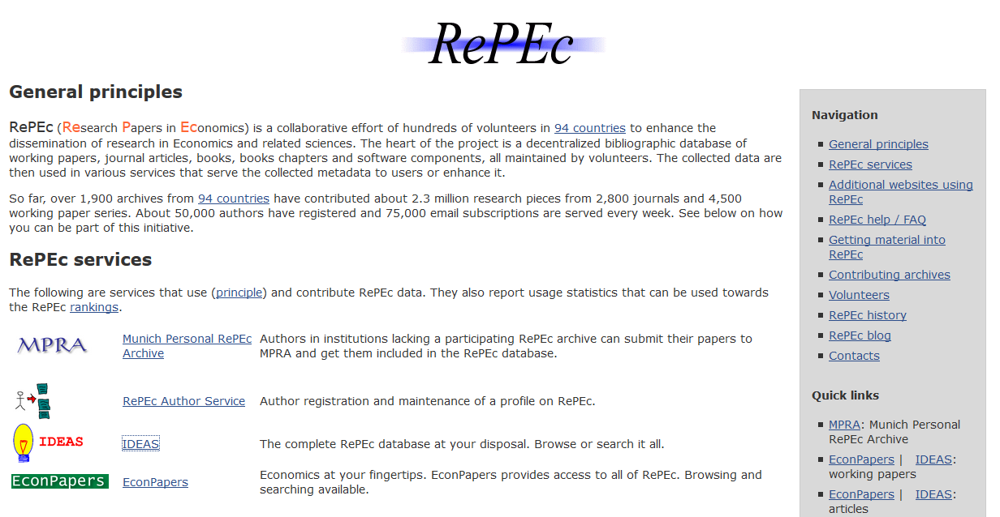 RePEc
General principles
RePEc (Research Papers in Economics) is a collaborative effort of hundreds of volunteers in 94 countries to enhance the
dissemination of research in Economics and related sciences. The heart of the project is a decentralized bibliographic database of
working papers, journal articles, books, books chapters and software components, all maintained by volunteers. The collected data are
then used in various services that serve the collected metadata to users or enhance it.
So far, over 1,900 archives from 94 countries have contributed about 2.3 million research pieces from 2,800 journals and 4,500
working paper series. About 50,000 authors have registered and 75,000 email subscriptions are served every week. See below on how
you can be part of this initiative.
RePEc services
The following are services that use (principle) and contribute RePEc data. They also report usage statistics that can be used towards
the RePEc rankings.
MPRA
Munich Personal RePEc
Archive
Authors in institutions lacking a participating RePEc archive can submit their papers to
MPRA and get them included in the RePEc database.
RePEc Author Service
Author registration and maintenance of a profile on RePEc.
IDEAS
IDEAS
The complete RePEc database at your disposal. Browse or search it all.
EconPapers
EconPapers
Economics at your fingertips. EconPapers provides access to all of RePEc. Browsing and
searching available.
Navigation
General principles
RePEc services
Additional websites using
RePEc
RePEc help / FAQ
Getting material into
RePEc
Contributing archives
Volunteers
RePEc history
RePEc blog
Contacts
Quick links
MPRA: Munich Personal
RePEc Archive
EconPapers | IDEAS:
working papers
EconPapers | IDEAS:
articles